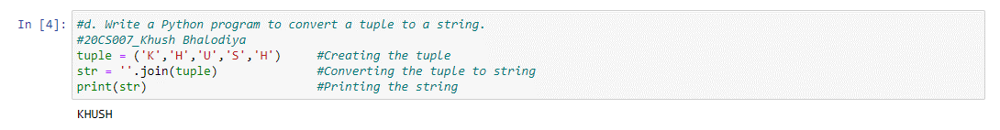 In [4]: #d. Write a Python program to convert a tuple to a string.
#20CS007_Khush Bhalodiya
tuple = ('K','H','U','S','H')     #Creating the tuple
str = ''.join(tuple)              #Converting the tuple to string
print(str)                        #Printing the string
KHUSH